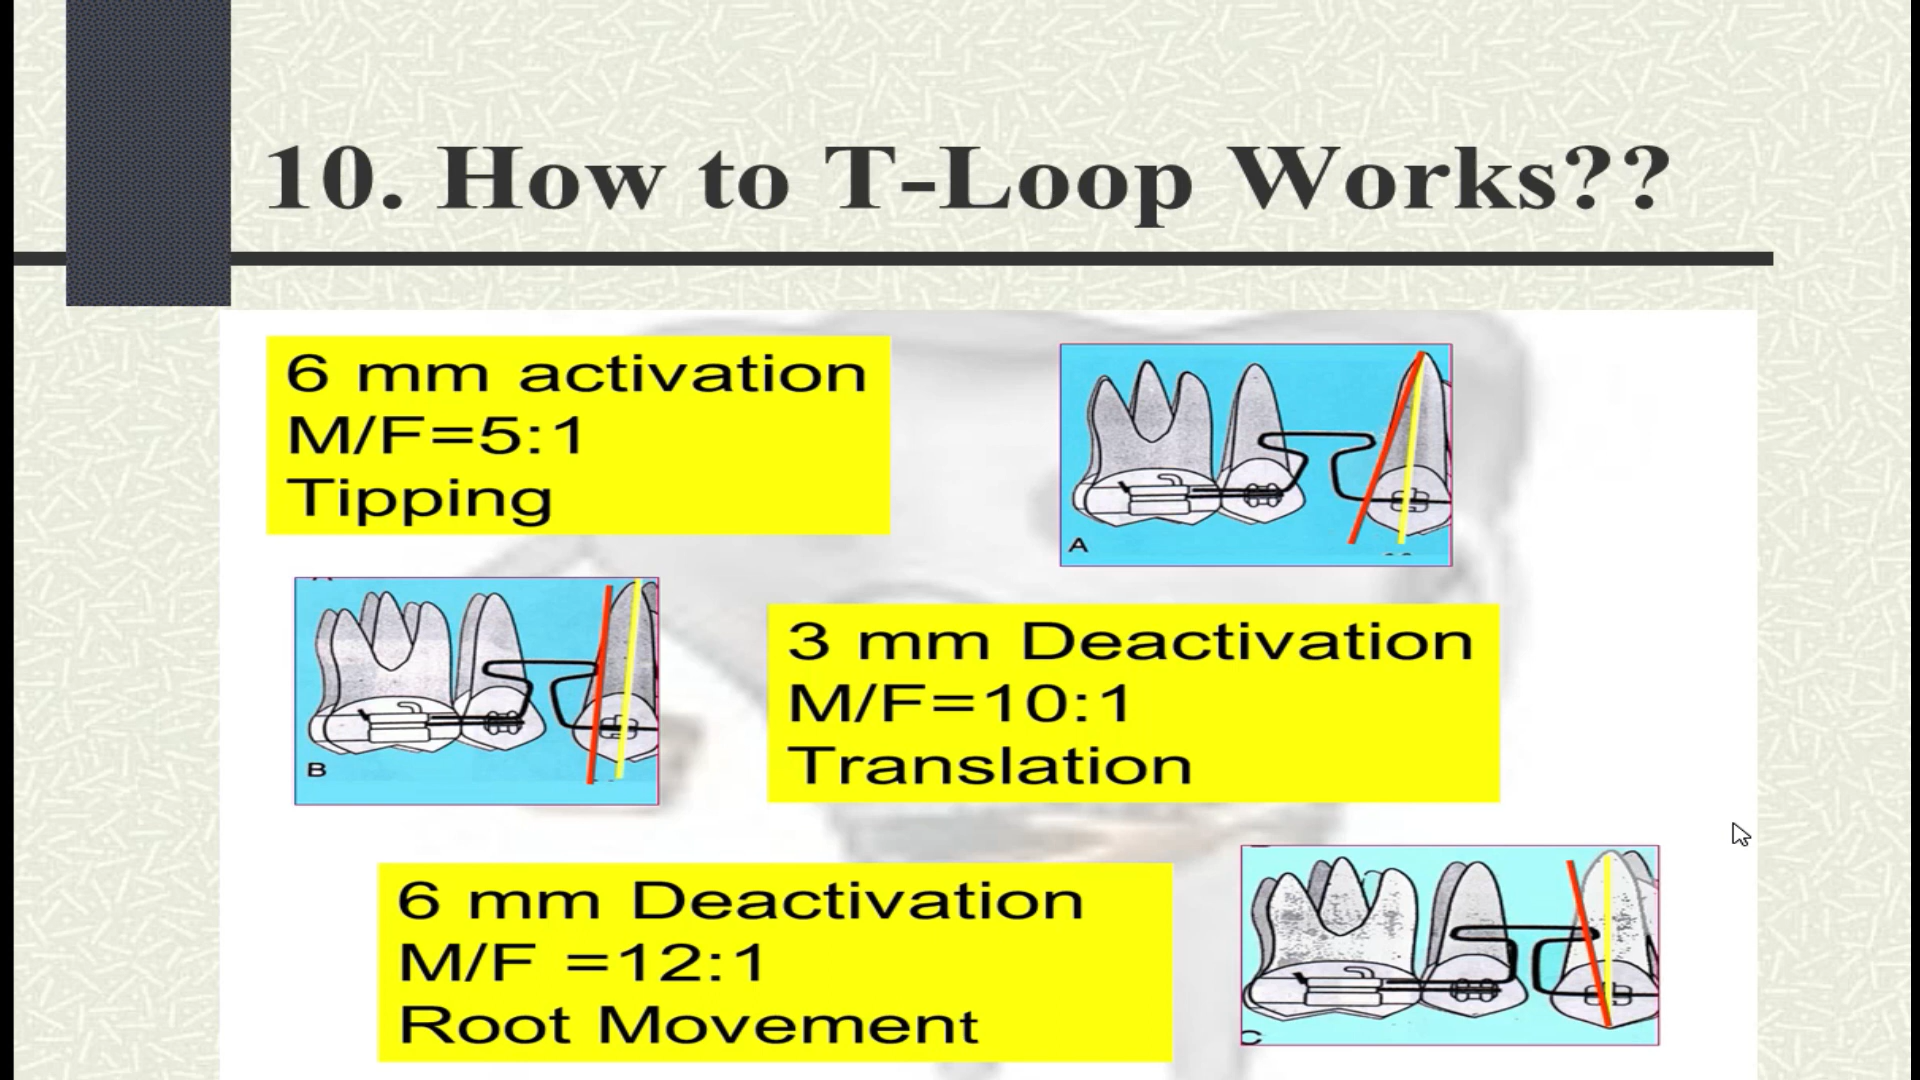 10. How to T-Loop Works??
6 mm activation
M/F=5:1
Tipping
A
B
3 mm Deactivation
M/F=10:1
Translation
6 mm Deactivation
M/F =12:1
Root Movement
C